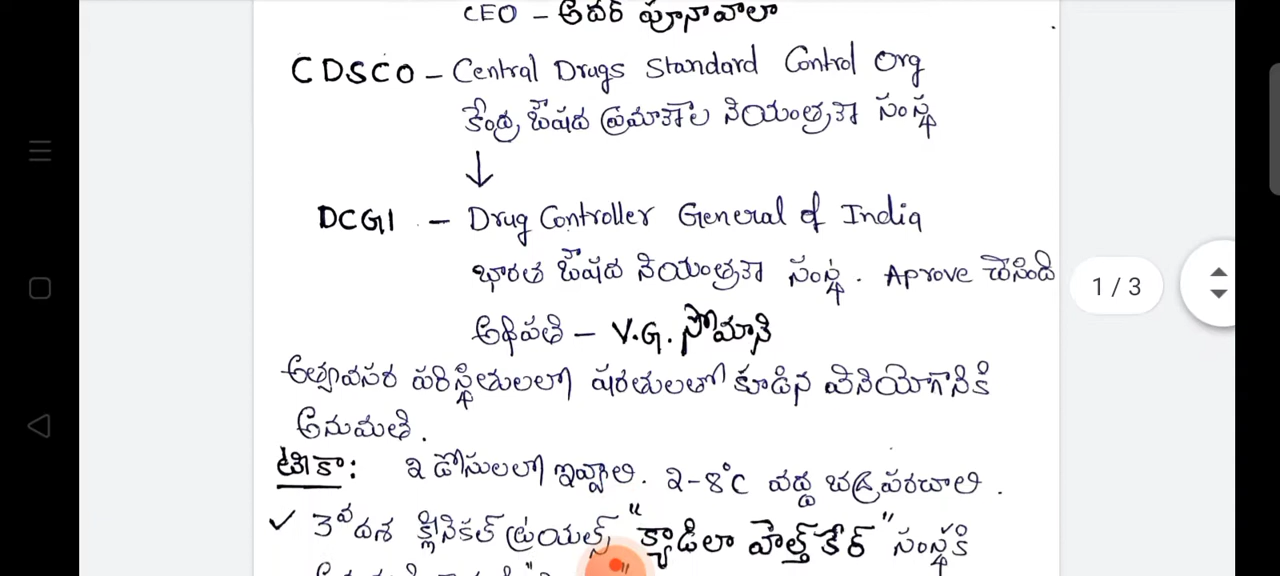 CEO – అదర్ పూనావాలా
CDSCO – Central Drugs Standard Control Org
కేంద్ర ఔషద ప్రమాణాల నియంత్రణ సంస్థ
↓
DCGI – Drug Controller General of India
భారత ఔషద నియంత్రణ సంస్థ. Aprove చేసింది
1 / 3
అధిపతి – V.G. సోమాని
అత్యవసర పరిస్థితులలో షరతులతో కూడిన వినియోగానికి
అనుమతి.
టీకా: 2 డోసులలో ఇవ్వాలి. 2-8°C వద్ద భద్రపరచాలి.
✓ 3వ దశ క్లినికల్ ట్రయల్స్ "క్యాడిలా హెల్త్ కేర్" సంస్థకి